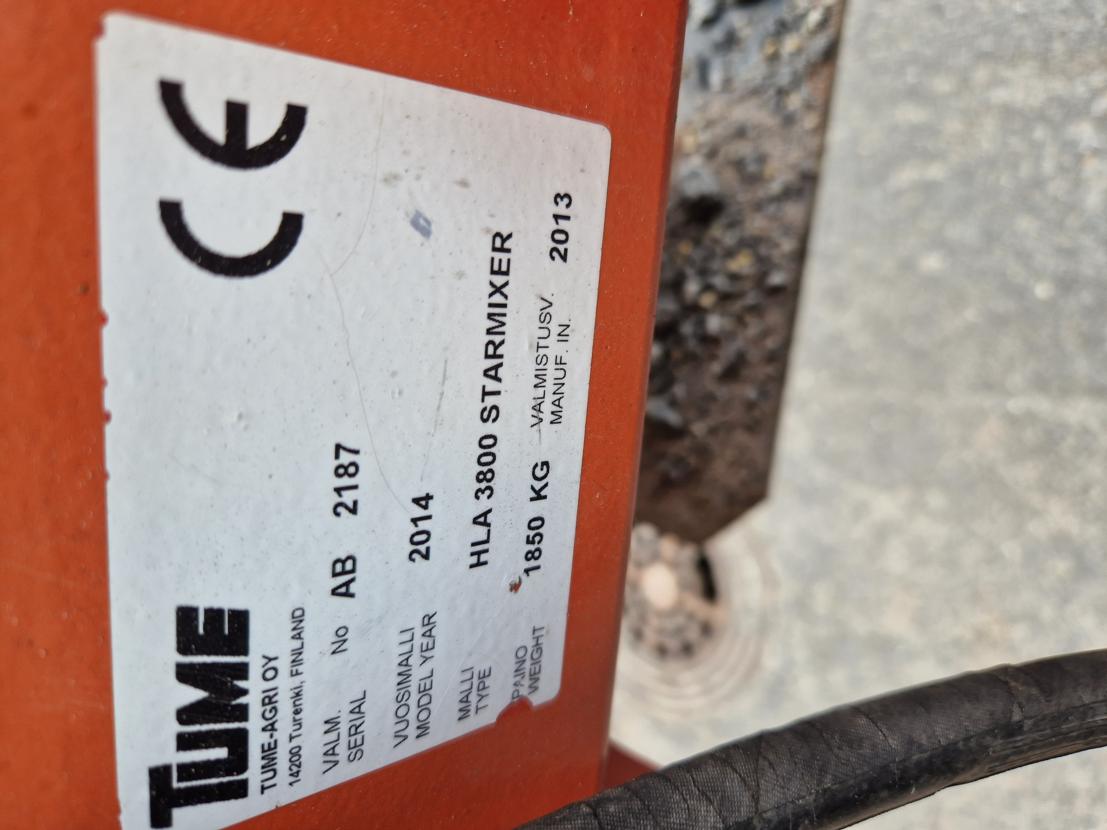 TUME CE
TUME-AGRI OY
14200 Turenki, FINLAND
VALM.
SERIAL No AB 2187
VUOSIMALLI
MODEL YEAR 2014
MALLI
TYPE HLA 3800 STARMIXER
PAINO
WEIGHT 1850 KG
VALMISTUSV.
MANUF. IN. 2013